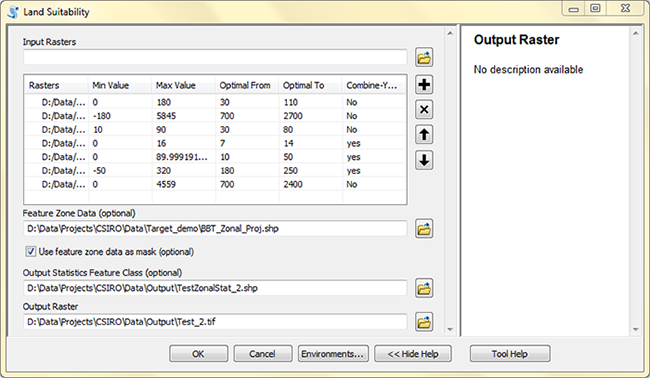 Land Suitability
Input Rasters
Rasters Min Value Max Value Optimal From Optimal To Combine-Y...
D:/Data/... 0 180 30 110 No
D:/Data/... -180 5845 700 2700 No
D:/Data/... 10 90 30 80 No
D:/Data/... 0 16 7 14 yes
D:/Data/... 0 89.999191... 10 50 yes
D:/Data/... -50 320 180 250 yes
D:/Data/... 0 4559 700 2400 No
Feature Zone Data (optional)
D:\Data\Projects\CSIRO\Data\Target_demo\BBT_Zonal_Proj.shp
Use feature zone data as mask (optional)
Output Statistics Feature Class (optional)
D:\Data\Projects\CSIRO\Data\Output\TestZonalStat_2.shp
Output Raster
D:\Data\Projects\CSIRO\Data\Output\Test_2.tif
OK Cancel Environments... << Hide Help Tool Help
Output Raster
No description available